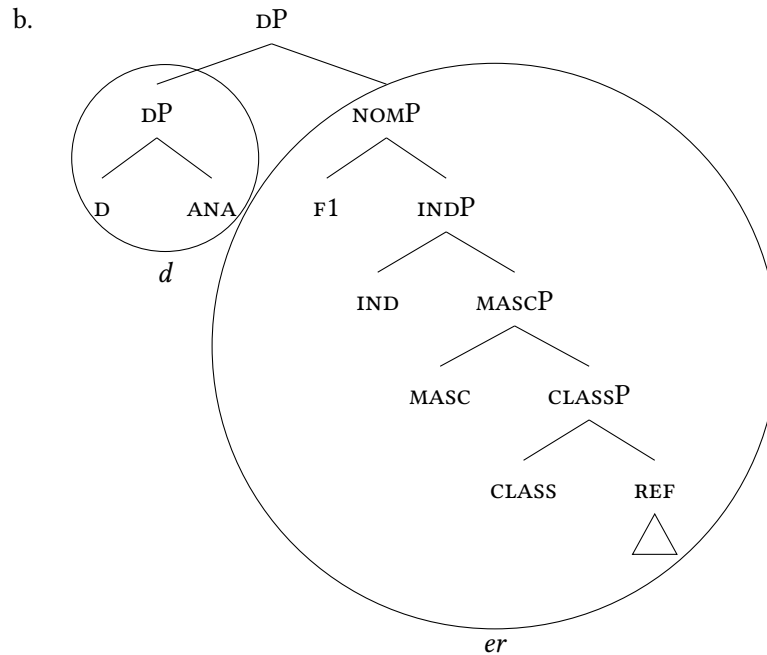 b. DP
DP NOMP
D ANA F1 INDP
d
IND MASCP
MASC CLASSP
CLASS REF
er